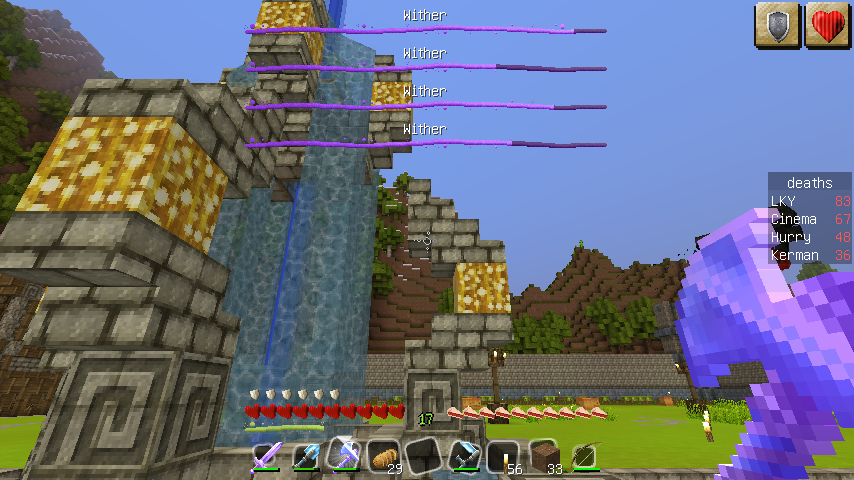 Wither
Wither
Wither
Wither
deaths
LKY 83
Cinema 67
Hurry 48
Kerman 36
17
29
56
33